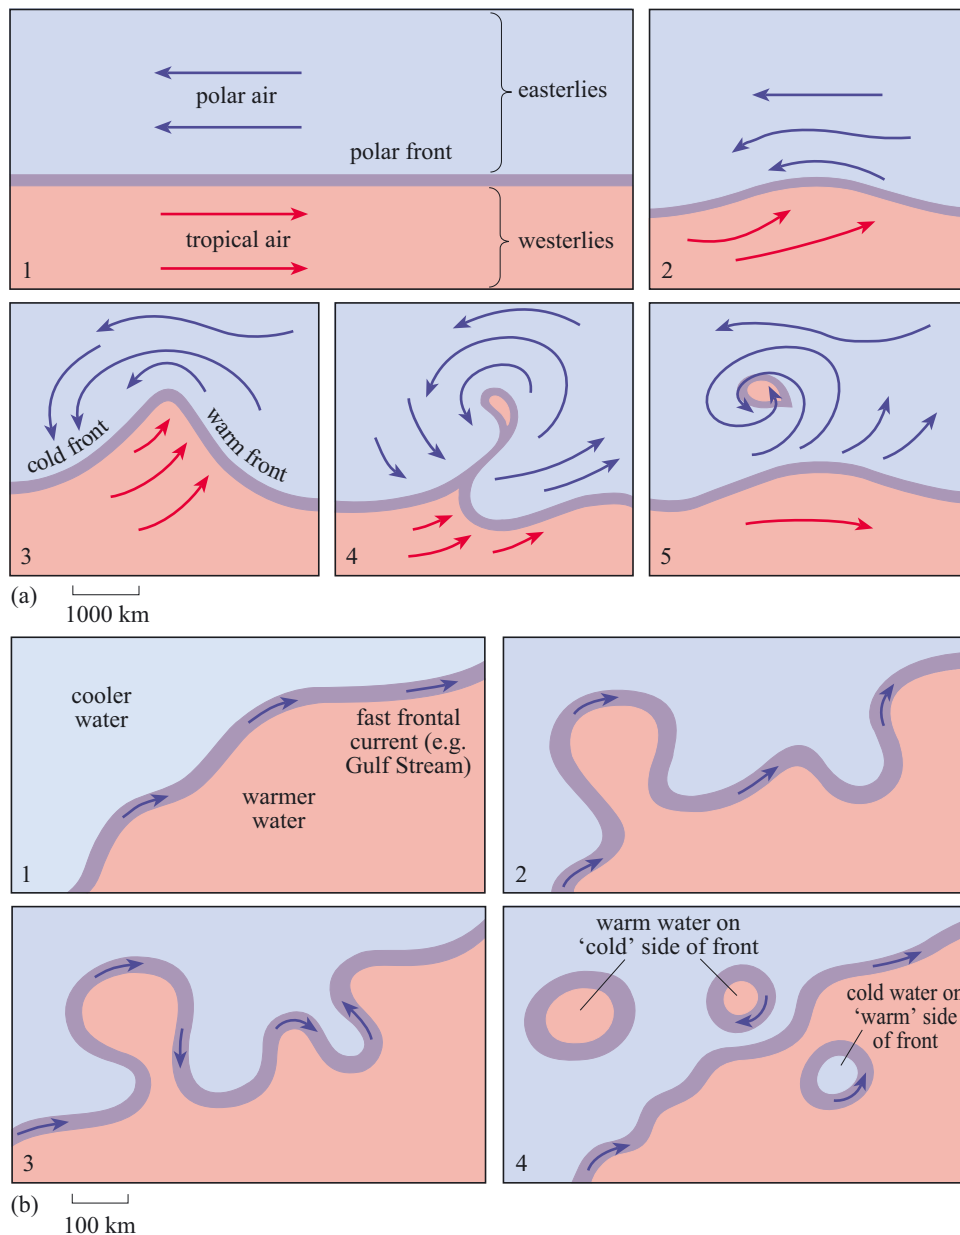 polar air
easterlies
polar front
tropical air
westerlies
1
2
cold front
warm front
3
4
5
(a)
1000 km
cooler
water
fast frontal
current (e.g.
Gulf Stream)
warmer
water
1
2
3
warm water on
‘cold’ side of front
cold water on
‘warm’ side
of front
4
(b)
100 km